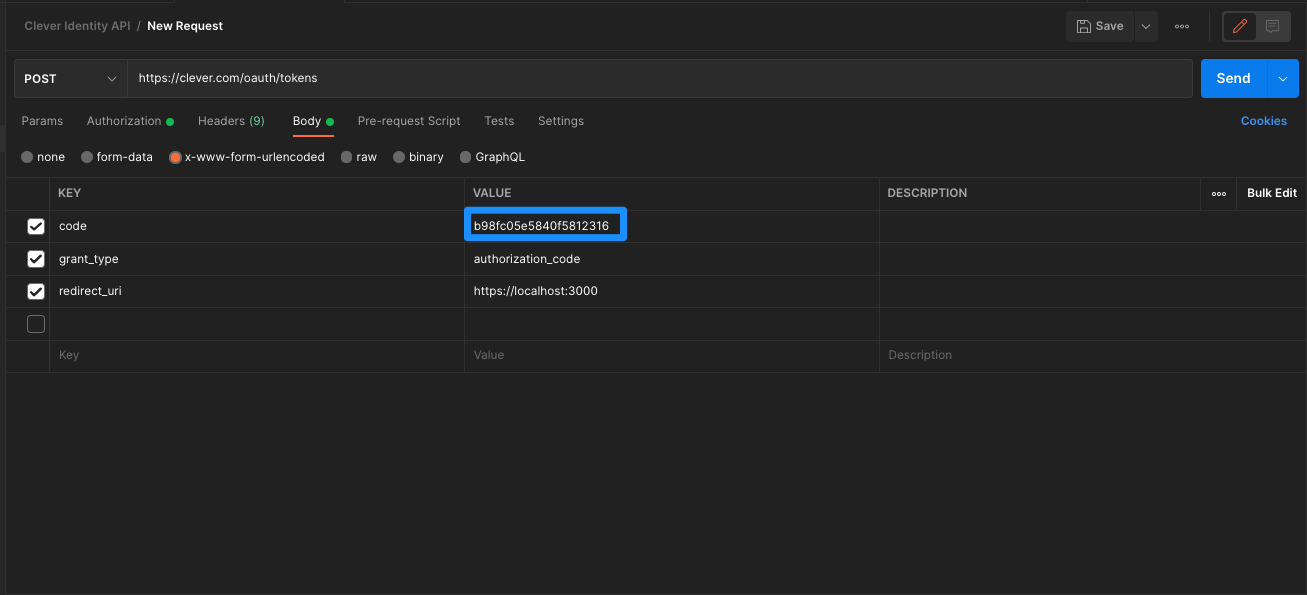 Clever Identity API / New Request
Save
POST
https://clever.com/oauth/tokens
Send
Params Authorization Headers (9) Body Pre-request Script Tests Settings Cookies
none form-data x-www-form-urlencoded raw binary GraphQL
KEY VALUE DESCRIPTION Bulk Edit
code b98fc05e5840f5812316
grant_type authorization_code
redirect_uri https://localhost:3000
Key Value Description